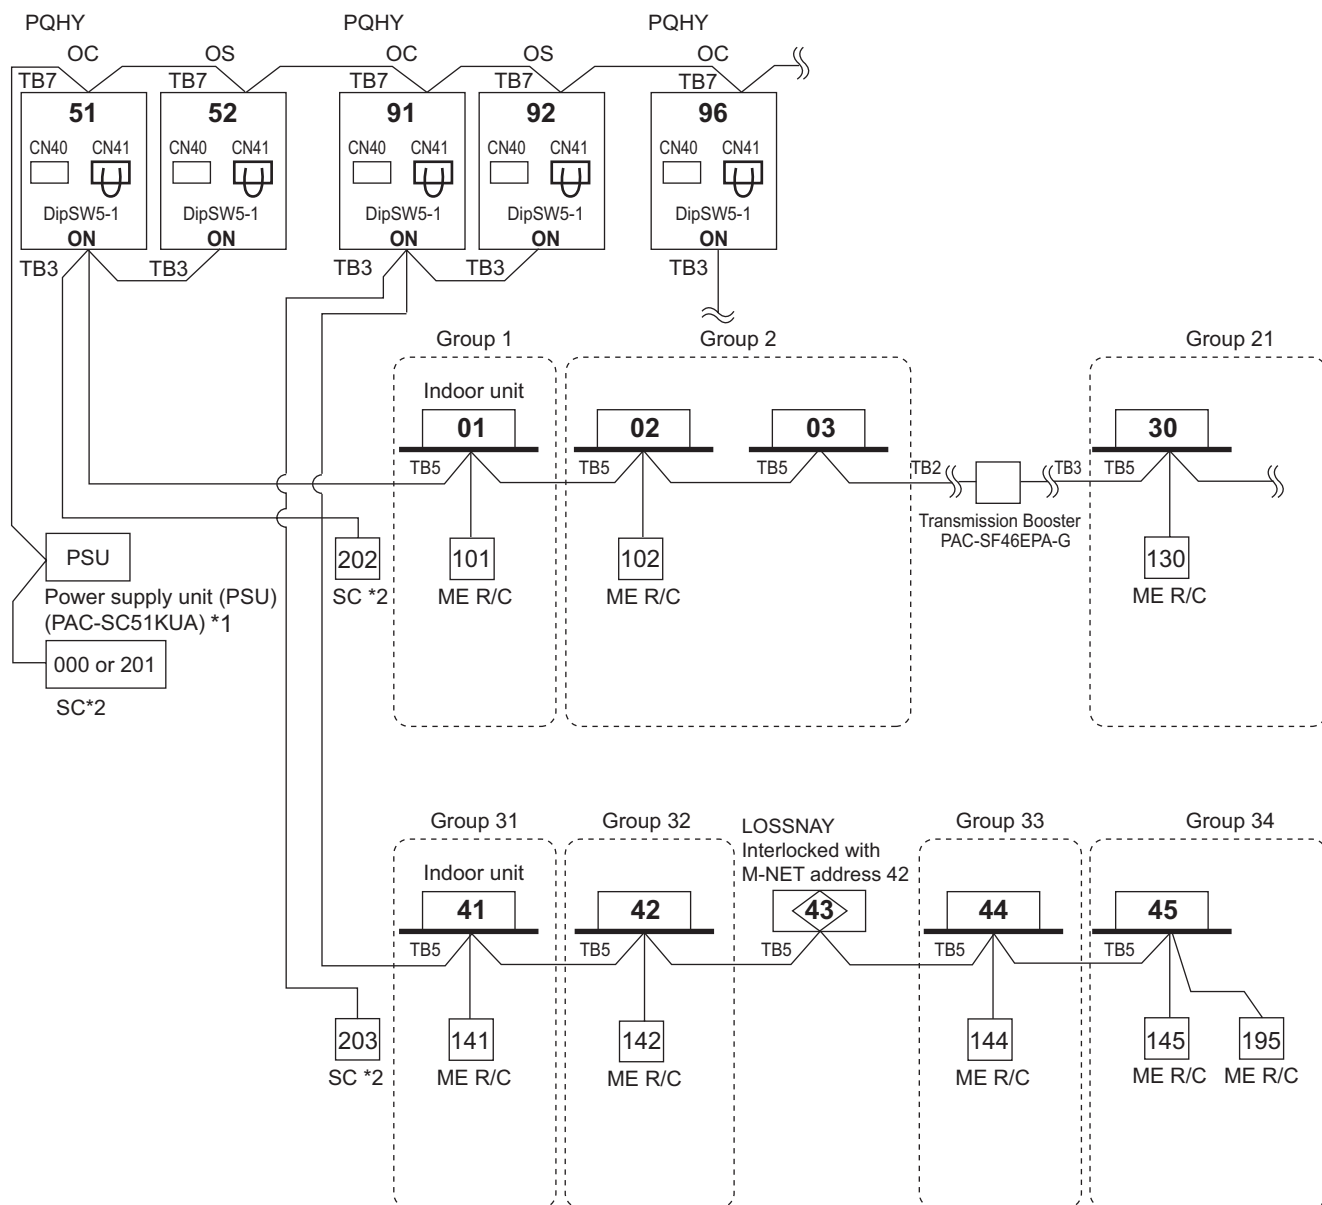 PQHY PQHY PQHY
OC OS OC OS OC
TB7 TB7 TB7 TB7 TB7
51 52 91 92 96
CN40 CN41 CN40 CN41 CN40 CN41 CN40 CN41 CN40 CN41
DipSW5-1 DipSW5-1 DipSW5-1 DipSW5-1 DipSW5-1
ON ON ON ON ON
TB3 TB3 TB3 TB3 TB3
Group 1 Group 2 Group 21
Indoor unit
01 02 03 30
TB5 TB5 TB5 TB2 TB3 TB5
Transmission Booster
PAC-SF46EPA-G
PSU 202 101 102 130
SC *2 ME R/C ME R/C ME R/C
Power supply unit (PSU)
(PAC-SC51KUA) *1
000 or 201
SC*2
Group 31 Group 32 LOSSNAY Group 33 Group 34
Interlocked with
M-NET address 42
Indoor unit
41 42 43 44 45
TB5 TB5 TB5 TB5 TB5
203 141 142 144 145 195
SC *2 ME R/C ME R/C ME R/C ME R/C ME R/C